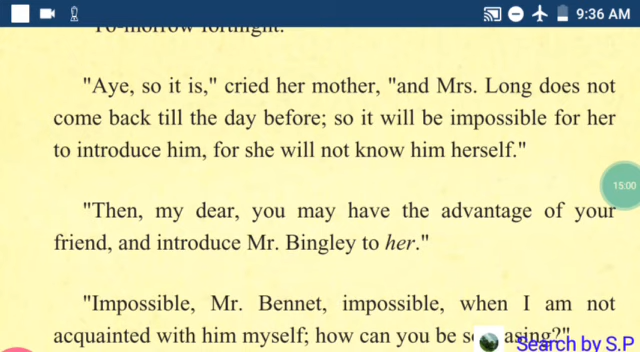 9:36 AM
"To-morrow fortnight."
"Aye, so it is," cried her mother, "and Mrs. Long does not
come back till the day before; so it will be impossible for her
to introduce him, for she will not know him herself."
15:00
"Then, my dear, you may have the advantage of your
friend, and introduce Mr. Bingley to her."
"Impossible, Mr. Bennet, impossible, when I am not
acquainted with him myself; how can you be
Search by S.P